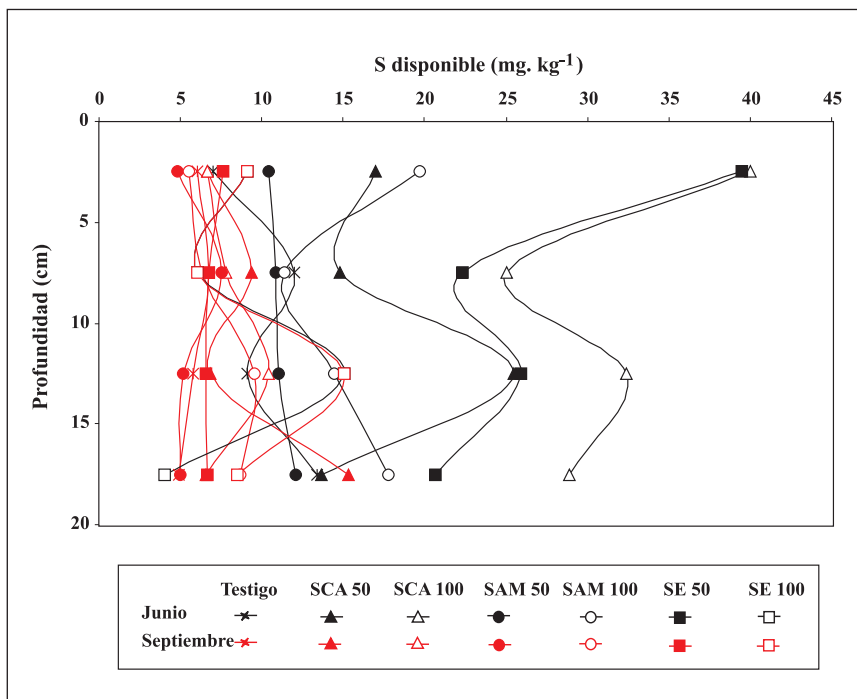 S disponible (mg. kg-1)
0 5 10 15 20 25 30 35 40 45
0
5
10
15
20
Profundidad (cm)
Testigo SCA 50 SCA 100 SAM 50 SAM 100 SE 50 SE 100
Junio
Septiembre